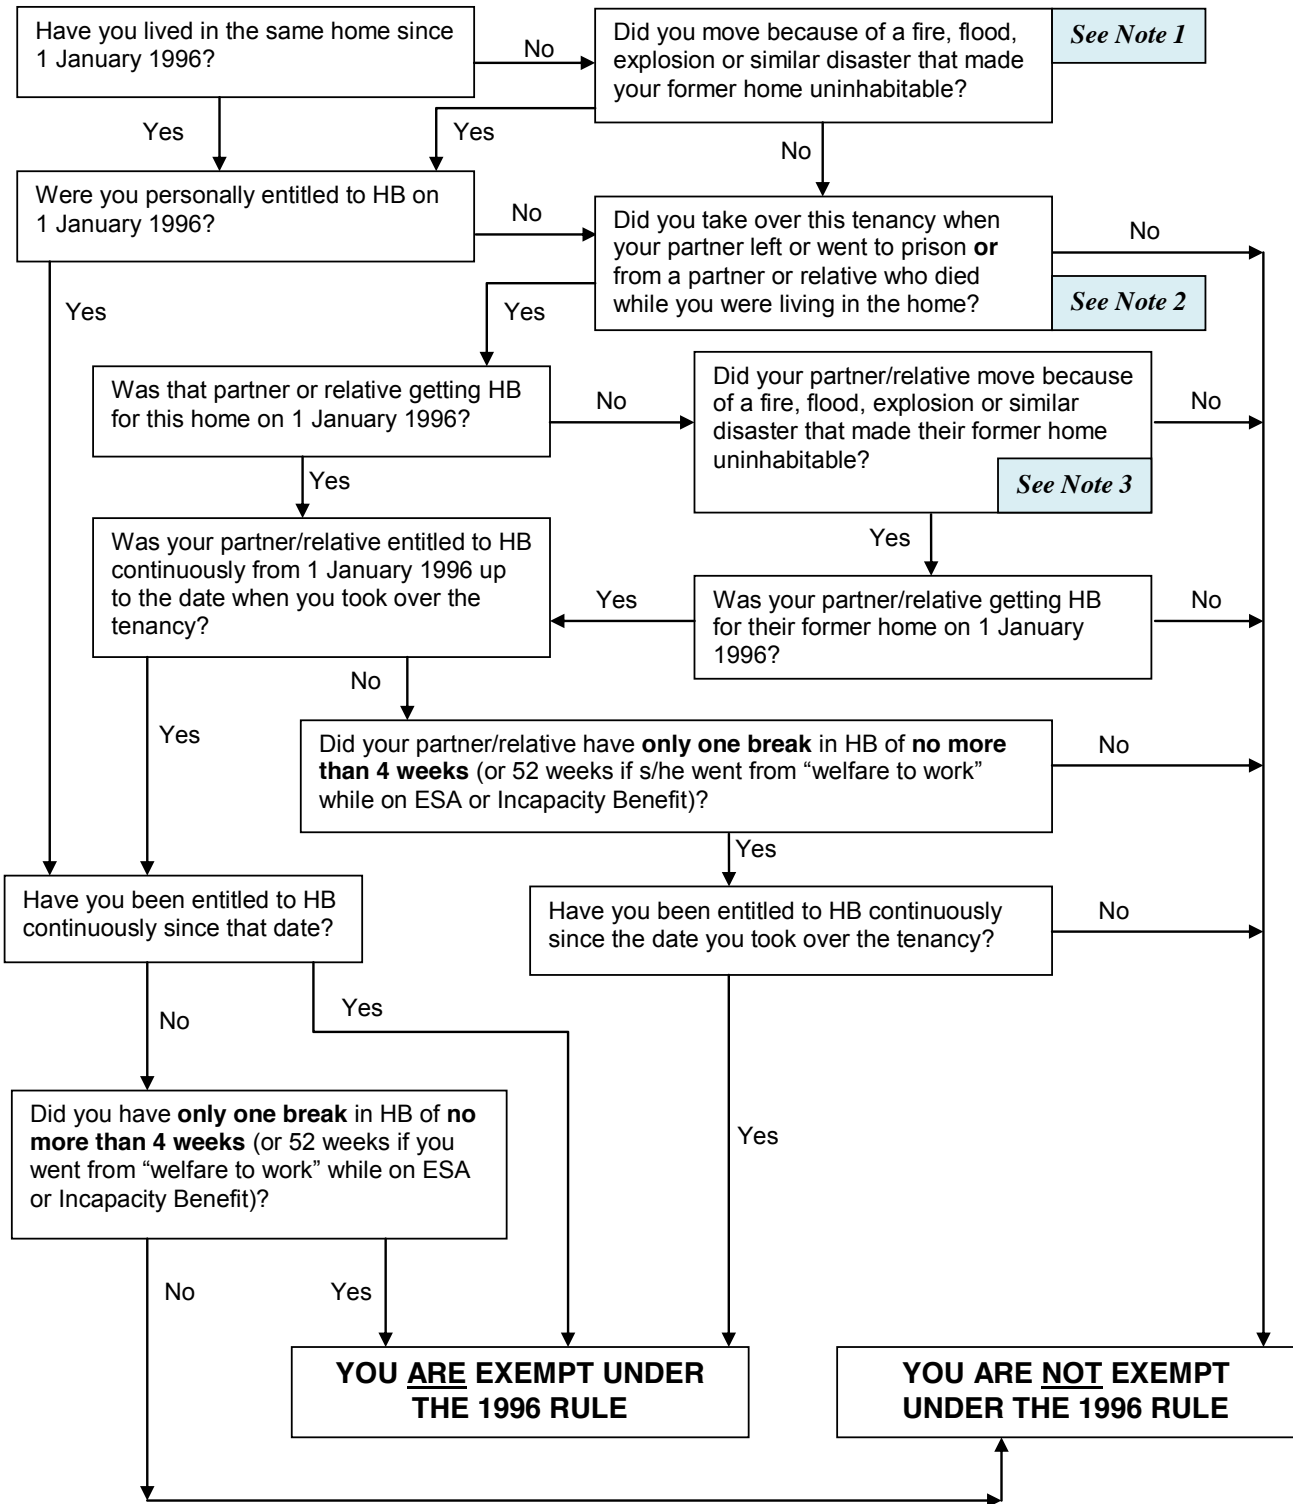 Have you lived in the same home since
1 January 1996?
No
Did you move because of a fire, flood,
explosion or similar disaster that made
your former home uninhabitable?
See Note 1
Yes
Yes
No
Were you personally entitled to HB on
1 January 1996?
No
Did you take over this tenancy when
your partner left or went to prison or
from a partner or relative who died
while you were living in the home?
See Note 2
No
Yes
Yes
Was that partner or relative getting HB
for this home on 1 January 1996?
No
Did your partner/relative move because
of a fire, flood, explosion or similar
disaster that made their former home
uninhabitable?
See Note 3
No
Yes
Yes
Was your partner/relative entitled to HB
continuously from 1 January 1996 up
to the date when you took over the
tenancy?
Yes
Was your partner/relative getting HB
for their former home on 1 January
1996?
No
No
Yes
Did your partner/relative have only one break in HB of no more
than 4 weeks (or 52 weeks if s/he went from “welfare to work”
while on ESA or Incapacity Benefit)?
No
Yes
Have you been entitled to HB
continuously since that date?
Have you been entitled to HB continuously
since the date you took over the tenancy?
No
No
Yes
Did you have only one break in HB of no
more than 4 weeks (or 52 weeks if you
went from “welfare to work” while on ESA
or Incapacity Benefit)?
Yes
No
Yes
YOU ARE EXEMPT UNDER
THE 1996 RULE
YOU ARE NOT EXEMPT
UNDER THE 1996 RULE